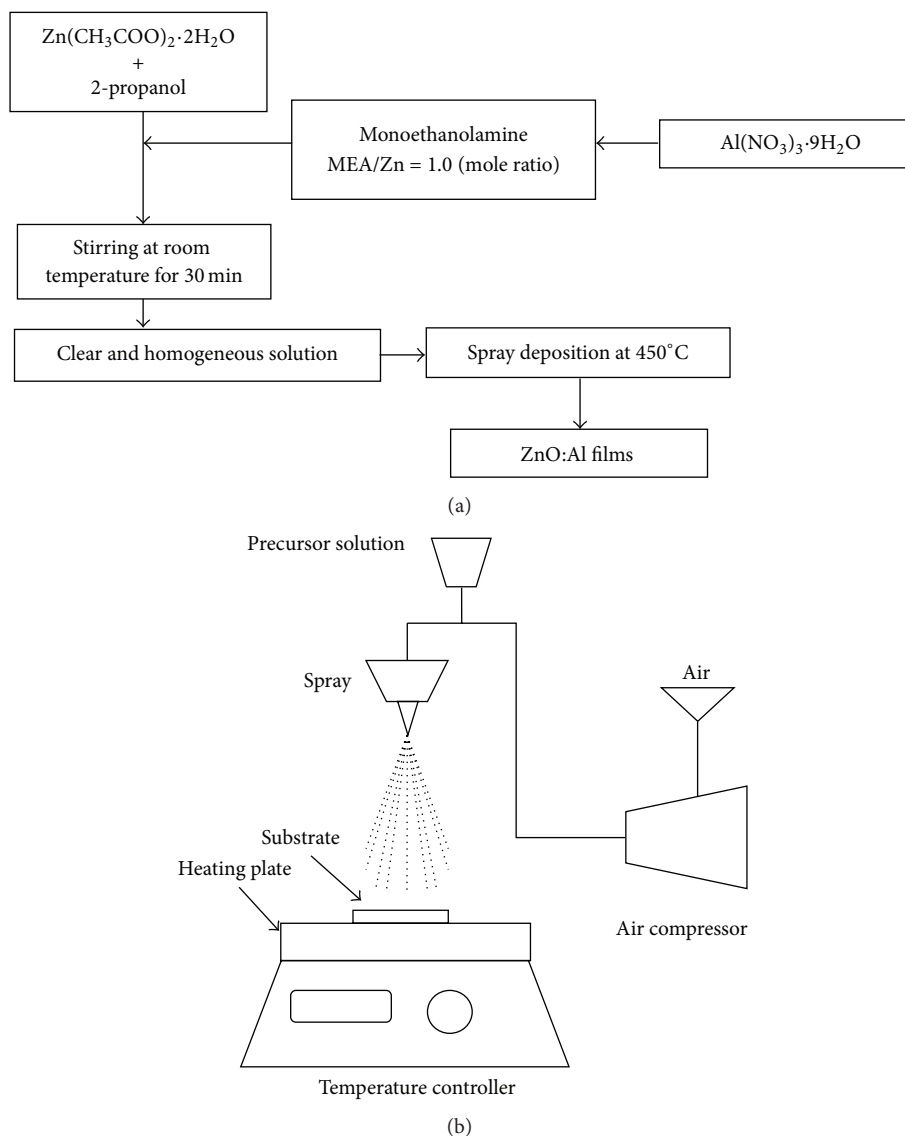 Zn(CH₃COO)₂·2H₂O
+
2-propanol
Monoethanolamine
MEA/Zn = 1.0 (mole ratio)
Al(NO₃)₃·9H₂O
Stirring at room
temperature for 30 min
Clear and homogeneous solution
Spray deposition at 450°C
ZnO:Al films
(a)
Precursor solution
Spray
Air
Substrate
Heating plate
Air compressor
Temperature controller
(b)